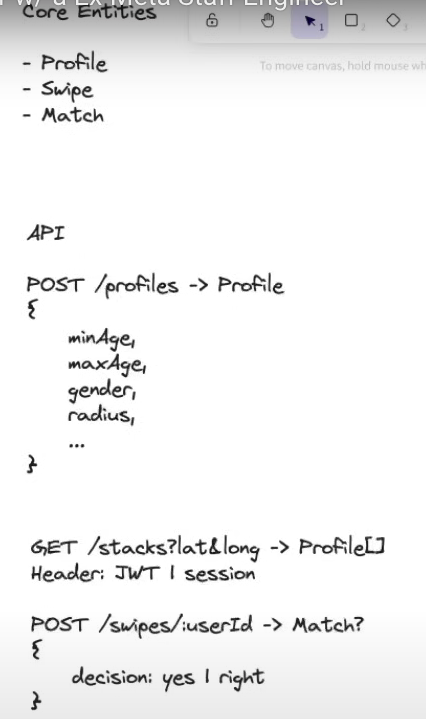 Core Entities
- Profile
- Swipe
- Match
To move canvas, hold mouse wh
API
POST /profiles -> Profile
{
minAge,
maxAge,
gender,
radius,
...
}
GET /stacks?lat&long -> Profile[]
Header: JWT | session
POST /swipes/:userId -> Match?
{
decision: yes | right
}